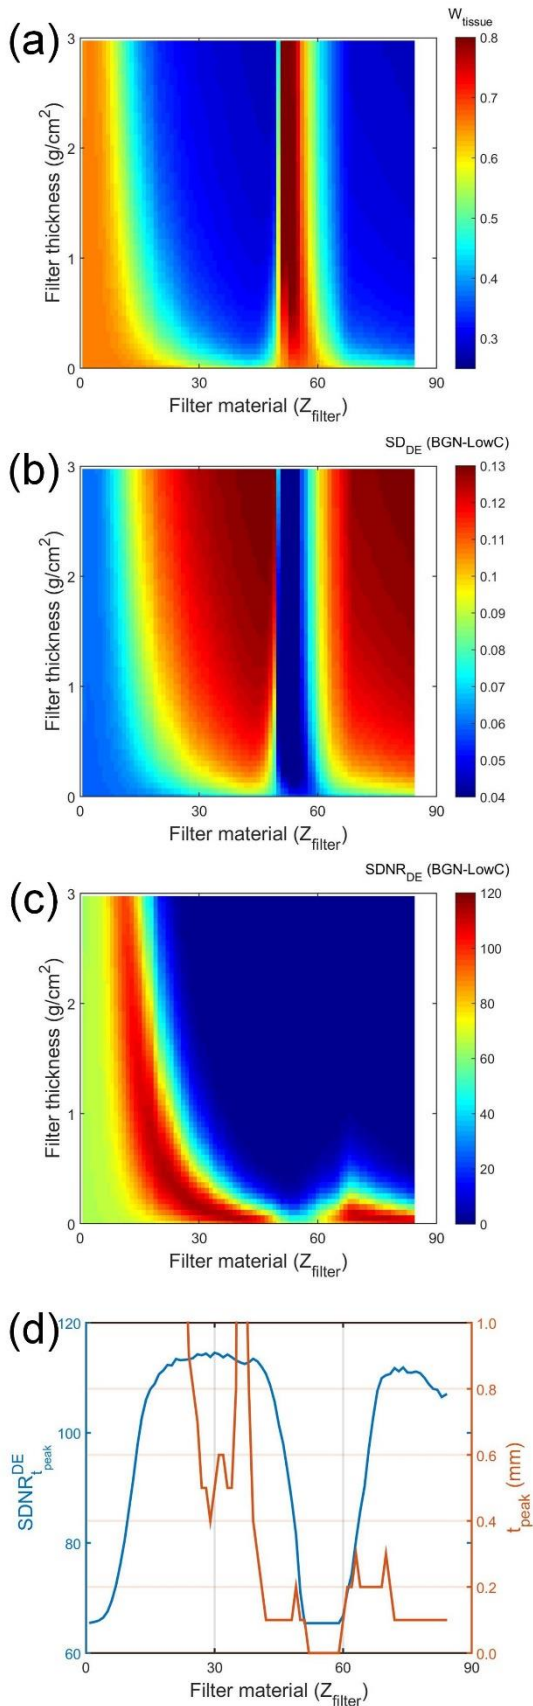 (a)
W_tissue
3
2
1
0
Filter thickness (g/cm²)
0 30 60 90
Filter material (Z_filter)
0.8
0.7
0.6
0.5
0.4
0.3
(b)
SD_DE (BGN-LowC)
3
2
1
0
Filter thickness (g/cm²)
0 30 60 90
Filter material (Z_filter)
0.13
0.12
0.11
0.1
0.09
0.08
0.07
0.06
0.05
0.04
(c)
SDNR_DE (BGN-LowC)
3
2
1
0
Filter thickness (g/cm²)
0 30 60 90
Filter material (Z_filter)
120
100
80
60
40
20
0
(d)
120
100
80
60
SDNR^DE_t_peak
1.0
0.8
0.6
0.4
0.2
0.0
t_peak (mm)
0 30 60 90
Filter material (Z_filter)